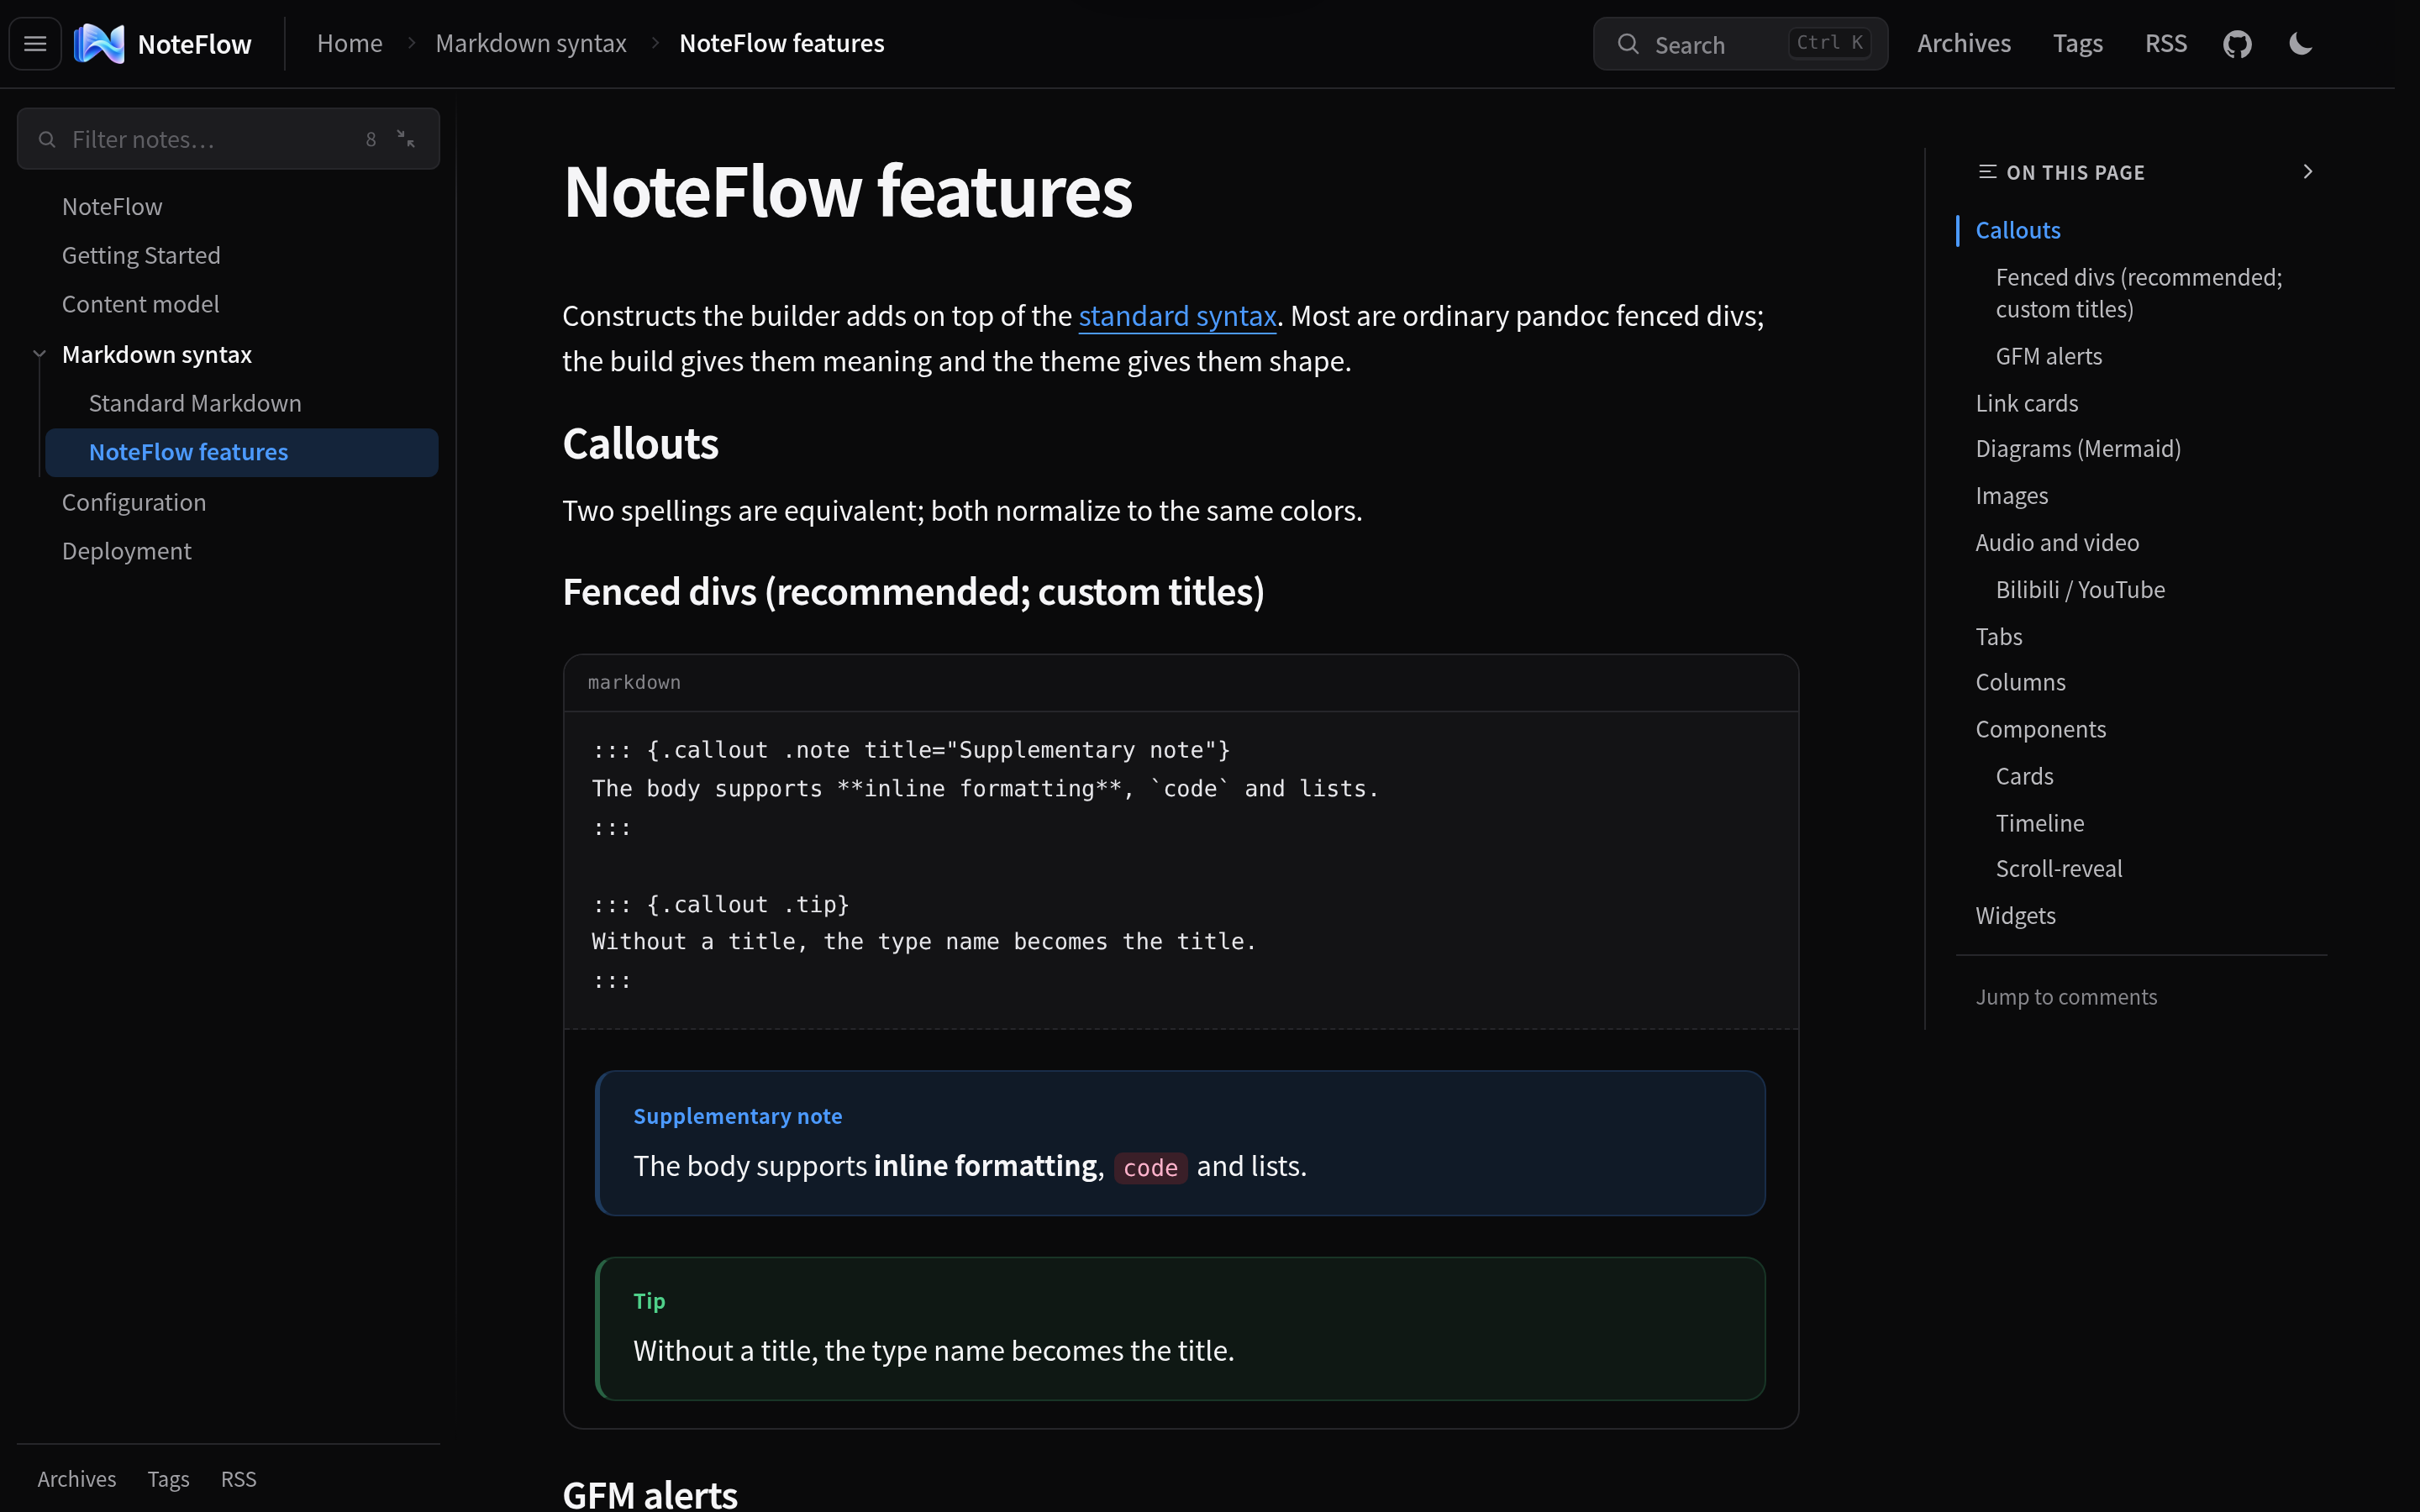 NoteFlow
Home
Markdown syntax
NoteFlow features
Search
Ctrl K
Archives
Tags
RSS
Filter notes…
8
NoteFlow
Getting Started
Content model
Markdown syntax
Standard Markdown
NoteFlow features
Configuration
Deployment
Archives
Tags
RSS
NoteFlow features
Constructs the builder adds on top of the standard syntax. Most are ordinary pandoc fenced divs;
the build gives them meaning and the theme gives them shape.
Callouts
Two spellings are equivalent; both normalize to the same colors.
Fenced divs (recommended; custom titles)
markdown
::: {.callout .note title="Supplementary note"}
The body supports **inline formatting**, `code` and lists.
:::
::: {.callout .tip}
Without a title, the type name becomes the title.
:::
Supplementary note
The body supports inline formatting, code and lists.
Tip
Without a title, the type name becomes the title.
GFM alerts
ON THIS PAGE
Callouts
Fenced divs (recommended;
custom titles)
GFM alerts
Link cards
Diagrams (Mermaid)
Images
Audio and video
Bilibili / YouTube
Tabs
Columns
Components
Cards
Timeline
Scroll-reveal
Widgets
Jump to comments